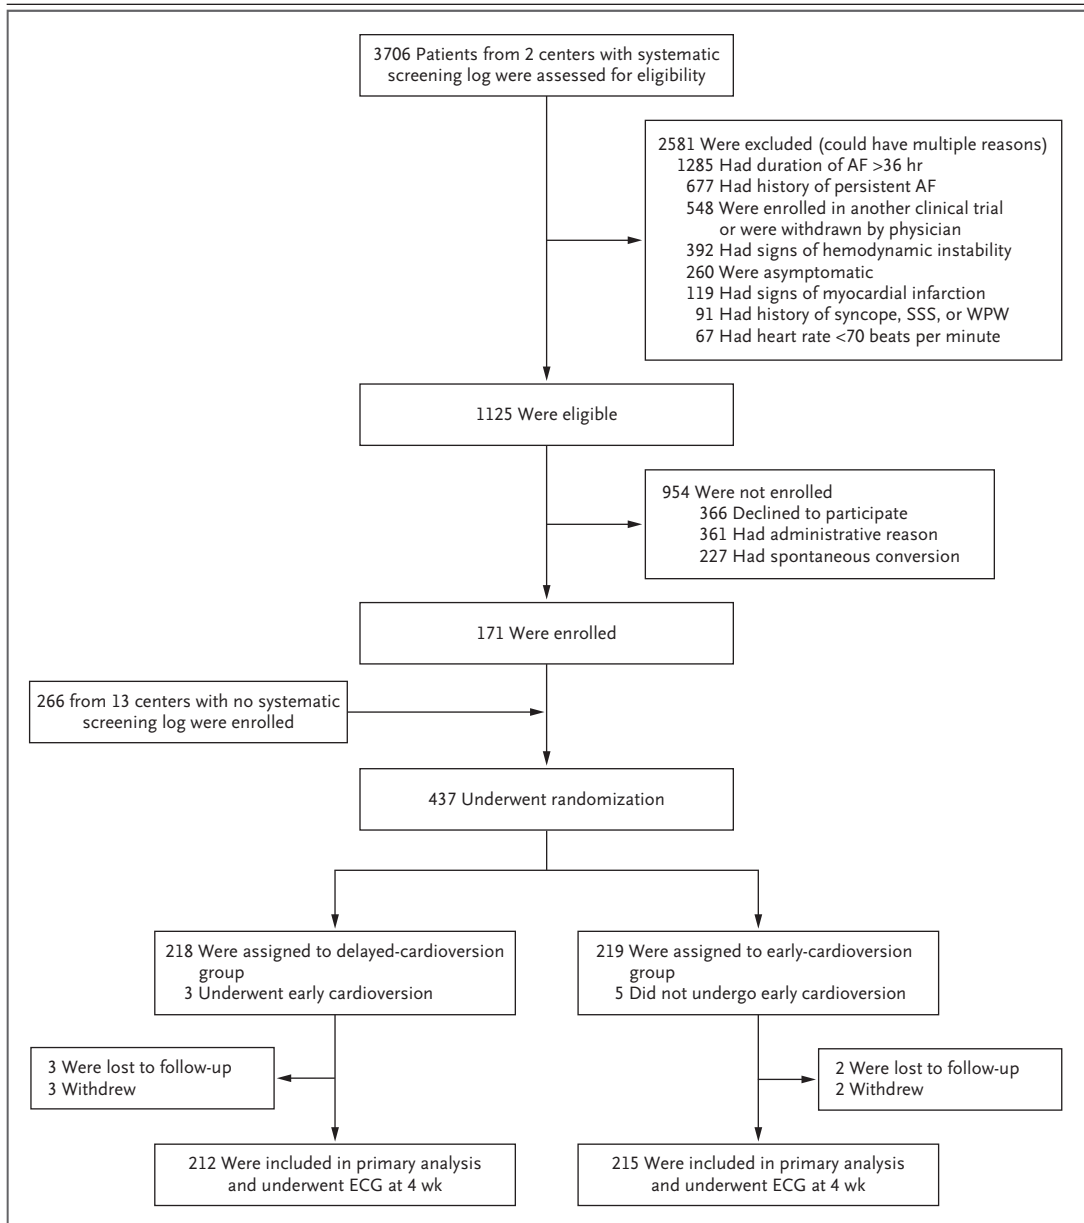 3706 Patients from 2 centers with systematic
screening log were assessed for eligibility
2581 Were excluded (could have multiple reasons)
1285 Had duration of AF >36 hr
677 Had history of persistent AF
548 Were enrolled in another clinical trial
or were withdrawn by physician
392 Had signs of hemodynamic instability
260 Were asymptomatic
119 Had signs of myocardial infarction
91 Had history of syncope, SSS, or WPW
67 Had heart rate <70 beats per minute
1125 Were eligible
954 Were not enrolled
366 Declined to participate
361 Had administrative reason
227 Had spontaneous conversion
171 Were enrolled
266 from 13 centers with no systematic
screening log were enrolled
437 Underwent randomization
218 Were assigned to delayed-cardioversion
group
3 Underwent early cardioversion
219 Were assigned to early-cardioversion
group
5 Did not undergo early cardioversion
3 Were lost to follow-up
3 Withdrew
2 Were lost to follow-up
2 Withdrew
212 Were included in primary analysis
and underwent ECG at 4 wk
215 Were included in primary analysis
and underwent ECG at 4 wk